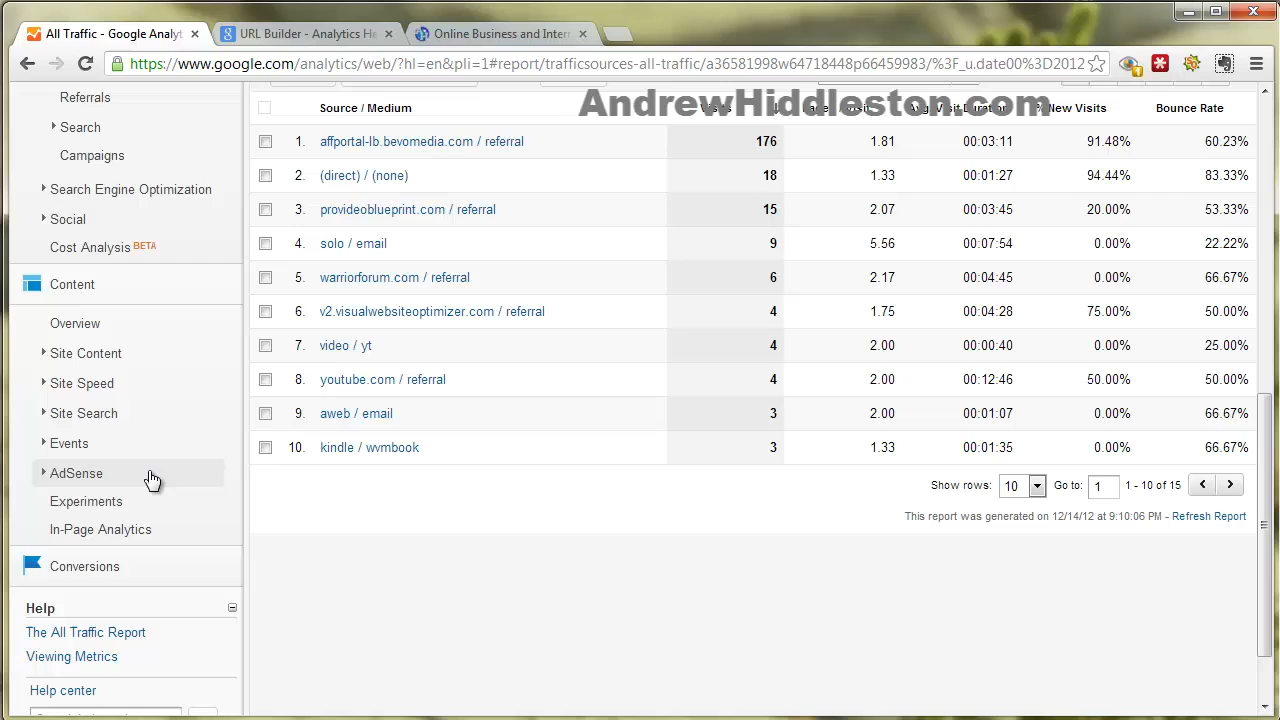 All Traffic - Google Analyt
URL Builder - Analytics He
Online Business and Inter
https://www.google.com/analytics/web/?hl=en&pli=1#report/trafficsources-all-traffic/a36581998w64718448p66459983/%3F_u.date00%3D2012
AndrewHiddleston.com
Source / Medium
Visits
Avg. Visit Duration
% New Visits
Bounce Rate
1. affportal-lb.bevomedia.com / referral 176 1.81 00:03:11 91.48% 60.23%
2. (direct) / (none) 18 1.33 00:01:27 94.44% 83.33%
3. provideoblueprint.com / referral 15 2.07 00:03:45 20.00% 53.33%
4. solo / email 9 5.56 00:07:54 0.00% 22.22%
5. warriorforum.com / referral 6 2.17 00:04:45 0.00% 66.67%
6. v2.visualwebsiteoptimizer.com / referral 4 1.75 00:04:28 75.00% 50.00%
7. video / yt 4 2.00 00:00:40 0.00% 25.00%
8. youtube.com / referral 4 2.00 00:12:46 50.00% 50.00%
9. aweb / email 3 2.00 00:01:07 0.00% 66.67%
10. kindle / wvmbook 3 1.33 00:01:35 0.00% 66.67%
Show rows: 10 Go to: 1 1 - 10 of 15
This report was generated on 12/14/12 at 9:10:06 PM - Refresh Report
Referrals
Search
Campaigns
Search Engine Optimization
Social
Cost Analysis BETA
Content
Overview
Site Content
Site Speed
Site Search
Events
AdSense
Experiments
In-Page Analytics
Conversions
Help
The All Traffic Report
Viewing Metrics
Help center